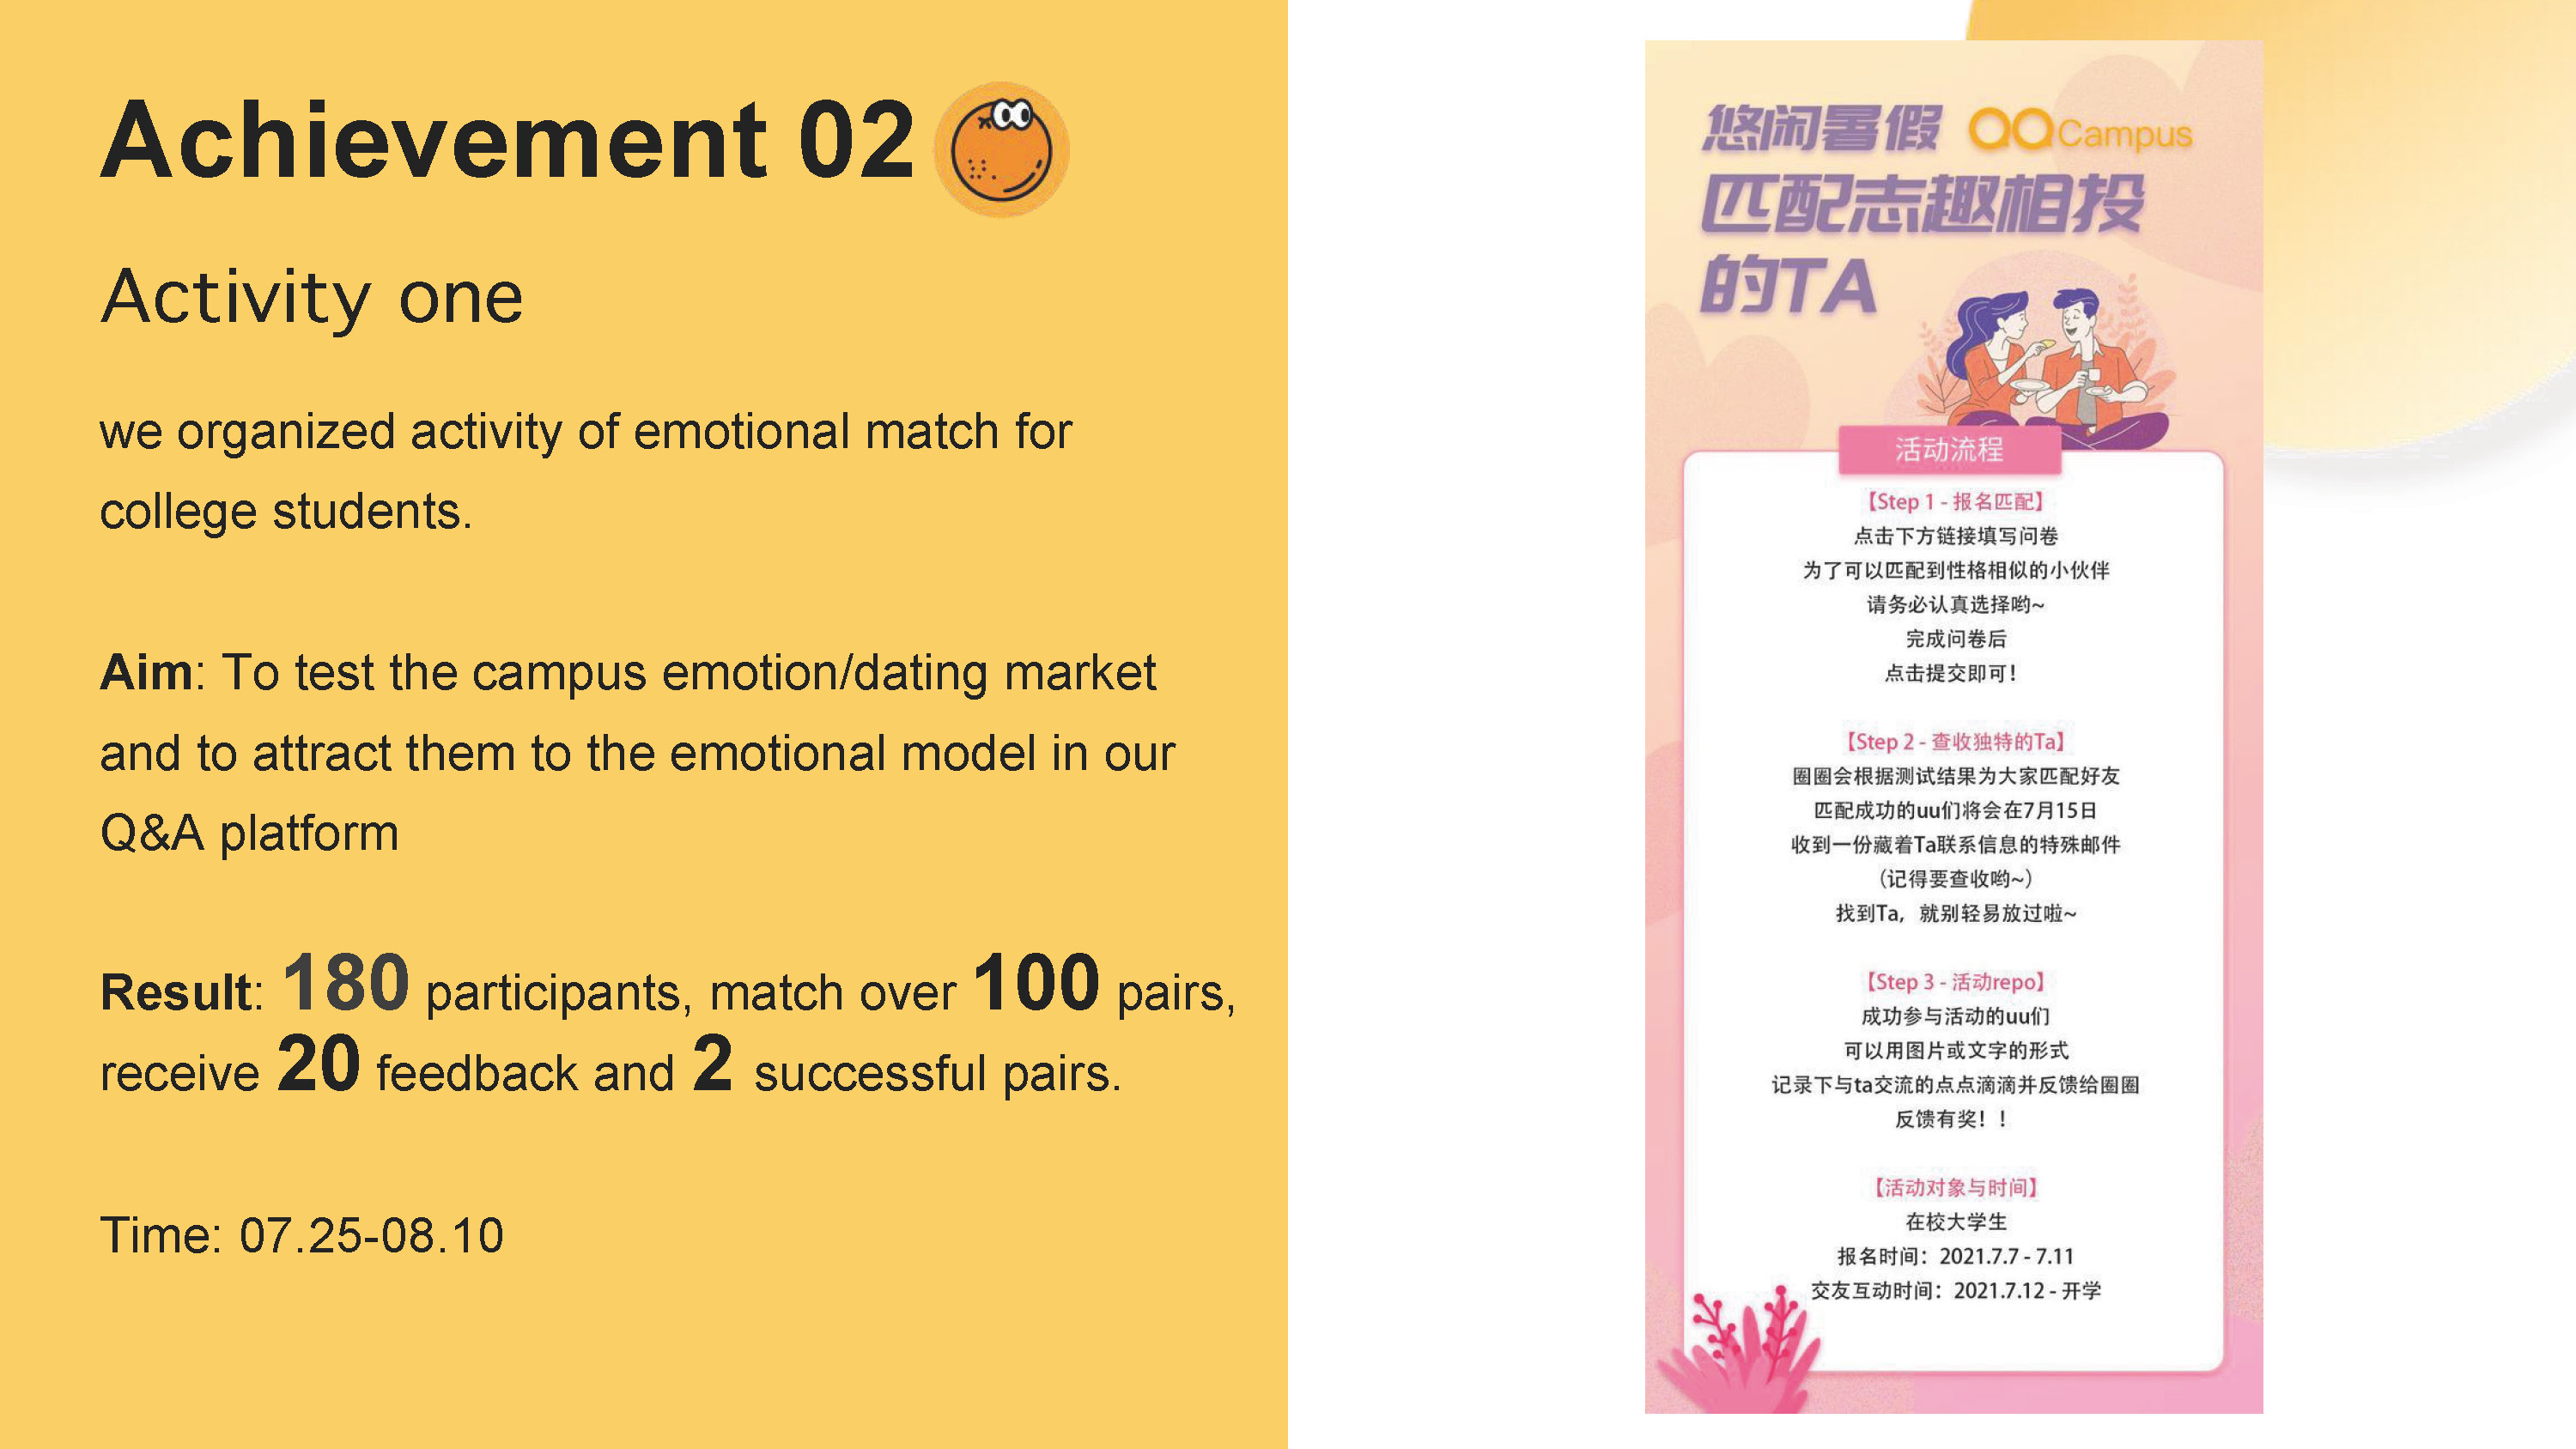 Achievement 02
Activity one
we organized activity of emotional match for
college students.
Aim: To test the campus emotion/dating market
and to attract them to the emotional model in our
Q&A platform
Result: 180 participants, match over 100 pairs,
receive 20 feedback and 2 successful pairs.
Time: 07.25-08.10
悠闲暑假 QQCampus
匹配志趣相投
的TA
活动流程
【Step 1 - 报名匹配】
点击下方链接填写问卷
为了可以匹配到性格相似的小伙伴
请务必认真选择哟~
完成问卷后
点击提交即可！
【Step 2 - 查收独特的Ta】
圈圈会根据测试结果为大家匹配好友
匹配成功的uu们将会在7月15日
收到一份藏着Ta联系信息的特殊邮件
（记得要查收哟~）
找到Ta，就别轻易放过啦~
【Step 3 - 活动repo】
成功参与活动的uu们
可以用图片或文字的形式
记录下与ta交流的点点滴滴并反馈给圈圈
反馈有奖！！
【活动对象与时间】
在校大学生
报名时间：2021.7.7 - 7.11
交友互动时间：2021.7.12 - 开学